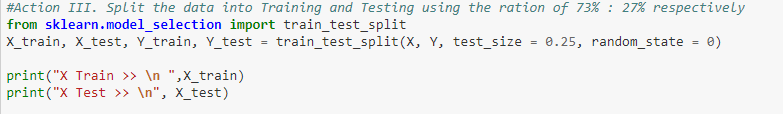 #Action III. Split the data into Training and Testing using the ration of 73% : 27% respectively
from sklearn.model_selection import train_test_split
X_train, X_test, Y_train, Y_test = train_test_split(X, Y, test_size = 0.25, random_state = 0)
print("X Train >> \n ",X_train)
print("X Test >> \n", X_test)